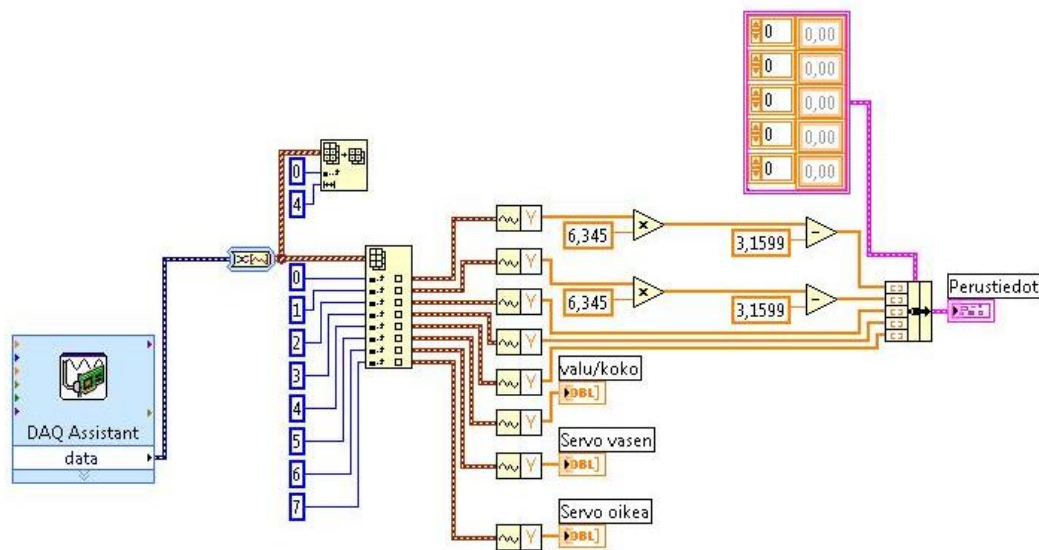 0 0,00
0 0,00
0 0,00
0 0,00
0 0,00
0
4
6,345
3,1599
0
1
2
3
4
5
6
7
6,345
3,1599
Perustiedot
DAQ Assistant
data
valu/koko
DBL
Servo vasen
DBL
Servo oikea
DBL